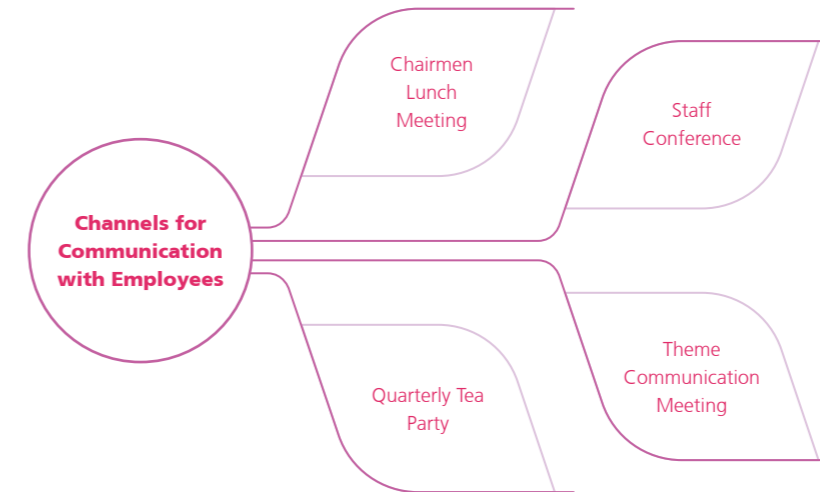 Channels for
Communication
with Employees
Chairmen
Lunch
Meeting
Staff
Conference
Quarterly Tea
Party
Theme
Communication
Meeting